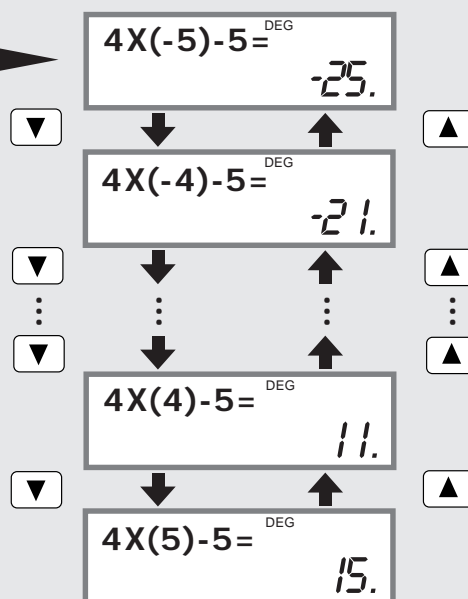 4X(-5)-5= DEG
-25.
▼ ▲
4X(-4)-5= DEG
-21.
▼ ▲
⋮ ⋮ ⋮ ⋮
▼ ▲
4X(4)-5= DEG
11.
▼ ▲
4X(5)-5= DEG
15.